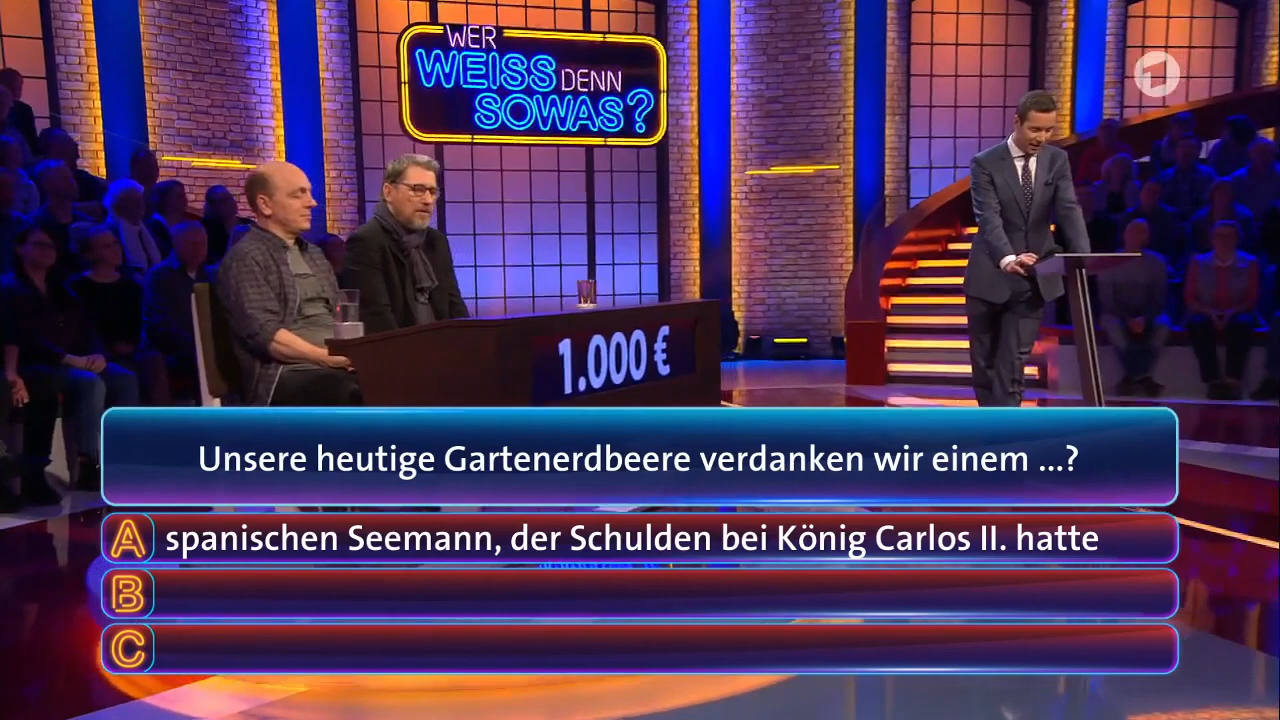 WER
WEISS DENN
SOWAS?
1
1.000 €
Unsere heutige Gartenerdbeere verdanken wir einem ...?
A spanischen Seemann, der Schulden bei König Carlos II. hatte
B
C